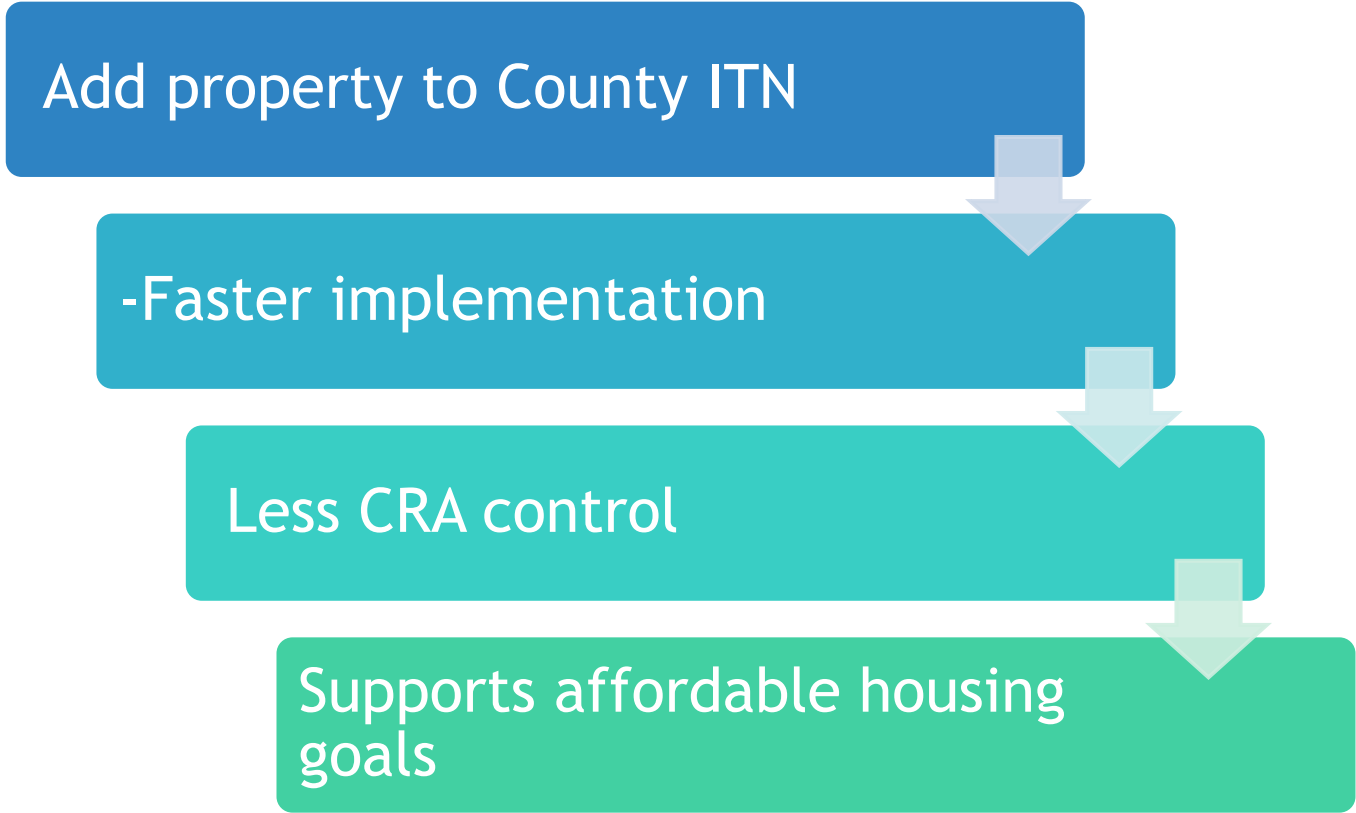 Add property to County ITN
-Faster implementation
Less CRA control
Supports affordable housing
goals